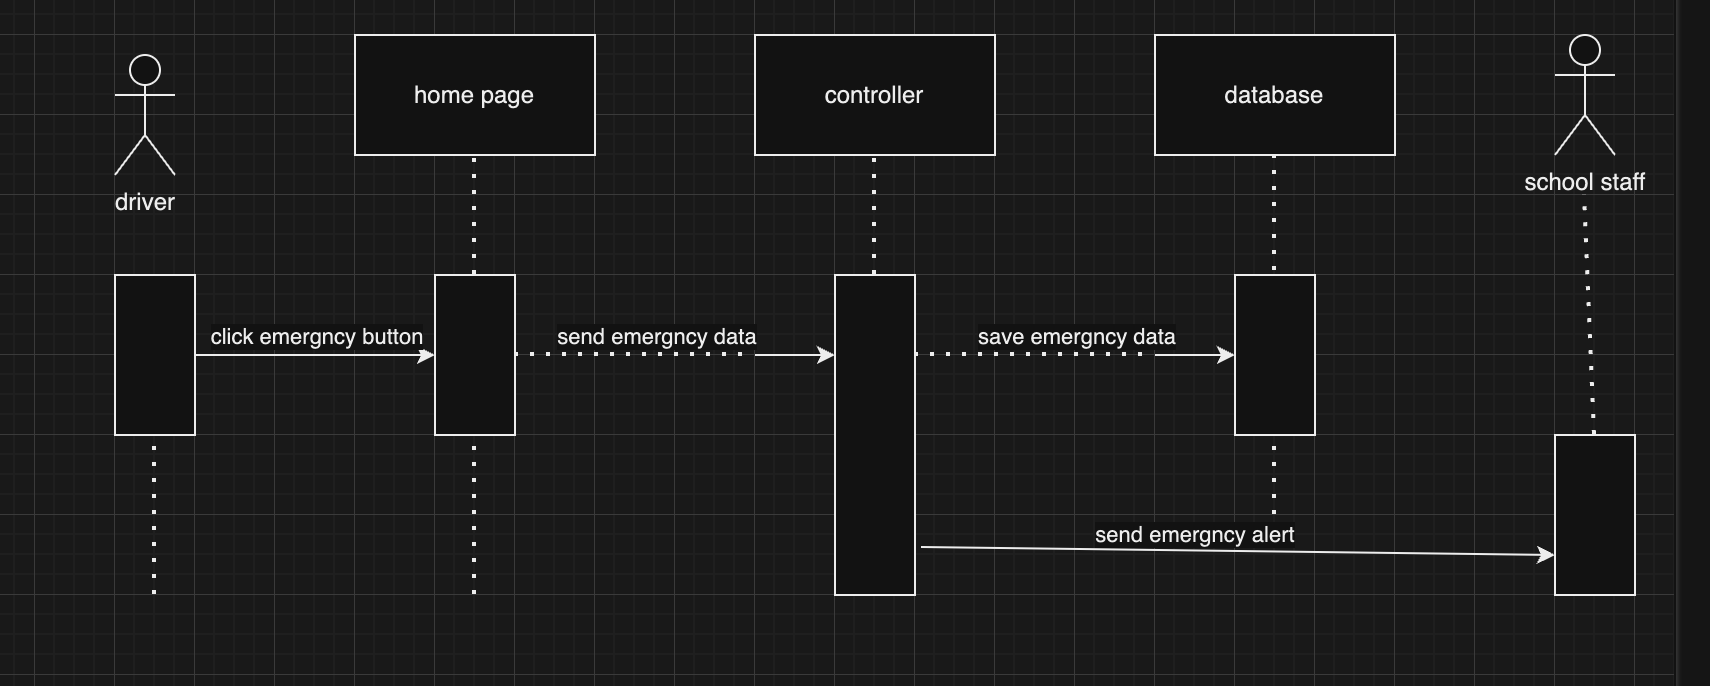 home page
controller
database
school staff
driver
click emergncy button
send emergncy data
save emergncy data
send emergncy alert